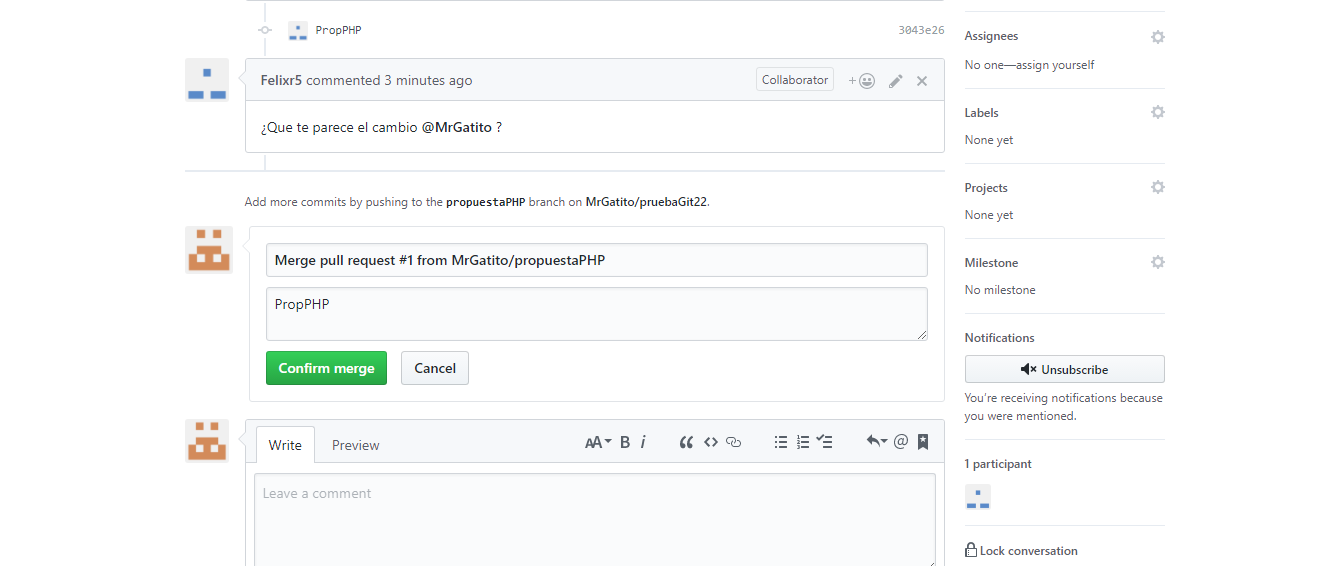 PropPHP 3043e26
Felixr5 commented 3 minutes ago Collaborator
¿Que te parece el cambio @MrGatito ?
Add more commits by pushing to the propuestaPHP branch on MrGatito/pruebaGit22.
Merge pull request #1 from MrGatito/propuestaPHP
PropPHP
Confirm merge Cancel
Write Preview AA B i
Leave a comment
Assignees
No one—assign yourself
Labels
None yet
Projects
None yet
Milestone
No milestone
Notifications
Unsubscribe
You're receiving notifications because
you were mentioned.
1 participant
Lock conversation